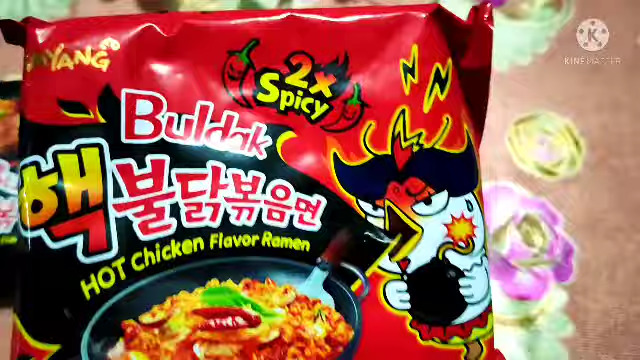 YANG
2x
Spicy
Buldak
핵불닭볶음면
HOT Chicken Flavor Ramen
K
KINEMASTER